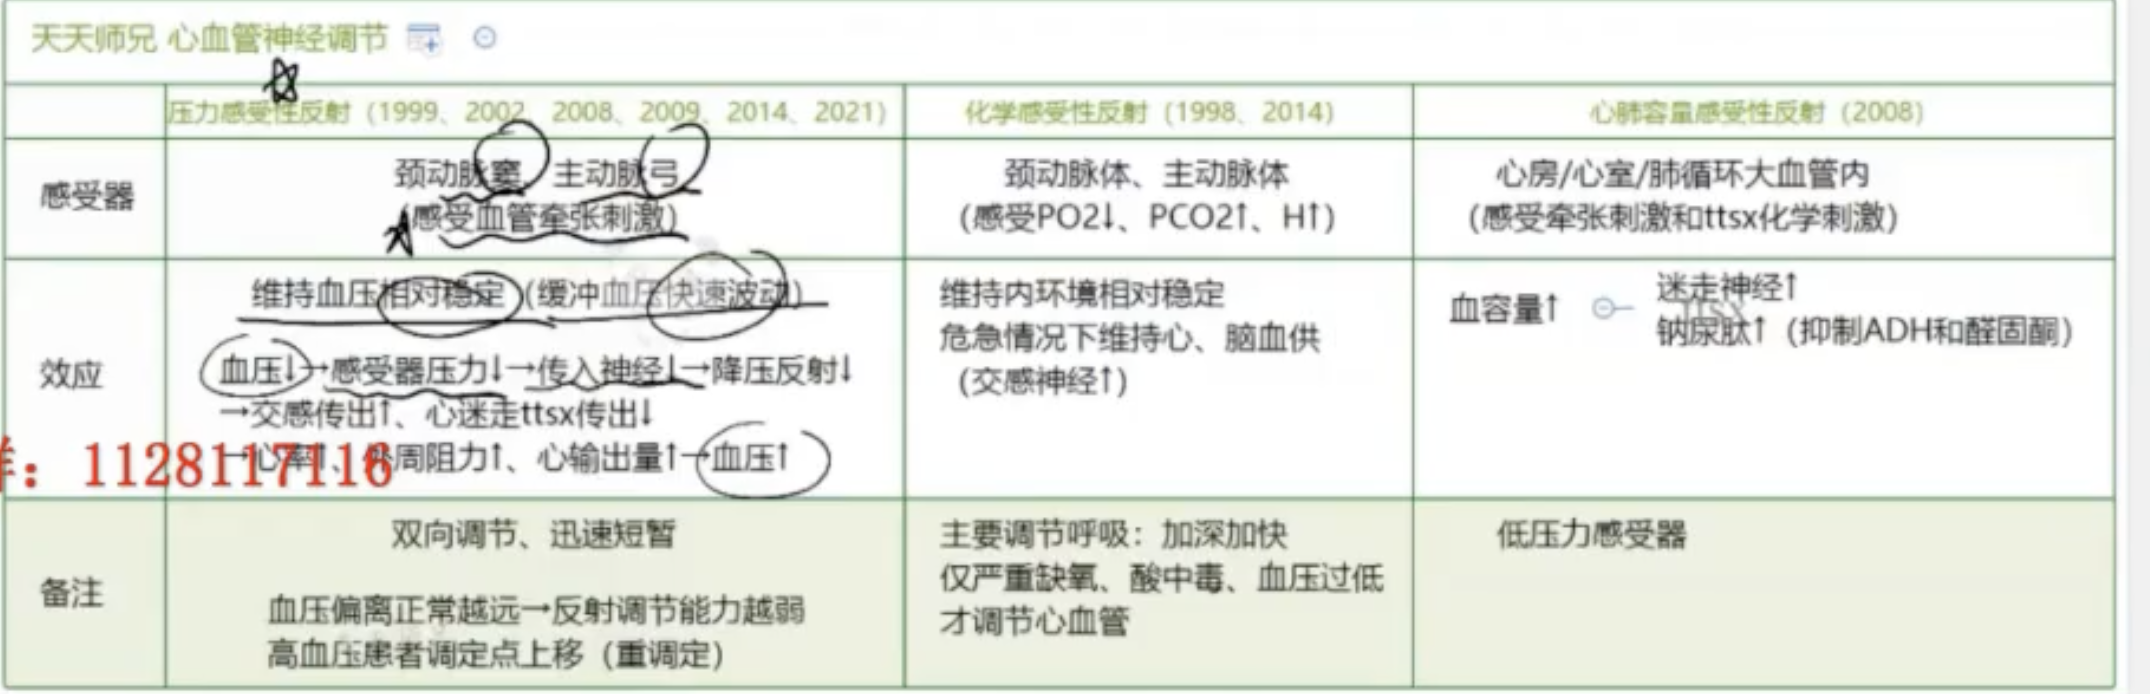 天天师兄 心血管神经调节
压力感受性反射（1999、2002、2008、2009、2014、2021）
化学感受性反射（1998、2014）
心肺容量感受性反射（2008）
感受器
颈动脉窦、主动脉弓
（感受血管牵张刺激）
颈动脉体、主动脉体
（感受PO2↓、PCO2↑、H↑）
心房/心室/肺循环大血管内
（感受牵张刺激和ttsx化学刺激）
效应
维持血压相对稳定（缓冲血压快速波动）
血压↓→感受器压力↓→传入神经↓→降压反射↓
→交感传出↑、心迷走ttsx传出↓
→心率↑、外周阻力↑、心输出量↑→血压↑
维持内环境相对稳定
危急情况下维持心、脑血供
（交感神经↑）
血容量↑
迷走神经↑
钠尿肽↑（抑制ADH和醛固酮）
ttsx
群：1128117116
备注
双向调节、迅速短暂
血压偏离正常越远→反射调节能力越弱
高血压患者调定点上移（重调定）
主要调节呼吸：加深加快
仅严重缺氧、酸中毒、血压过低
才调节心血管
低压力感受器